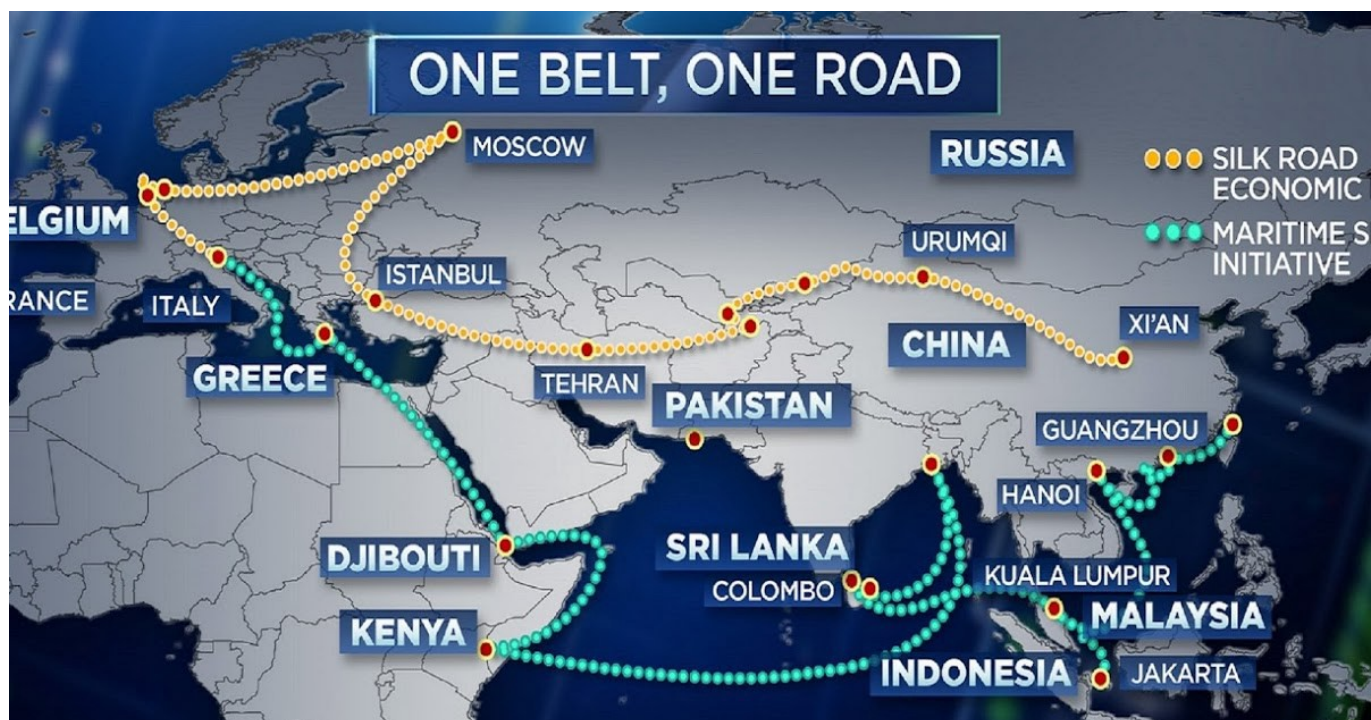 ONE BELT, ONE ROAD
MOSCOW
RUSSIA
SILK ROAD
ECONOMIC
MARITIME S
INITIATIVE
ELGIUM
URUMQI
ISTANBUL
RANCE
ITALY
XI'AN
CHINA
GREECE
TEHRAN
PAKISTAN
GUANGZHOU
HANOI
DJIBOUTI
SRI LANKA
COLOMBO
KUALA LUMPUR
KENYA
MALAYSIA
INDONESIA
JAKARTA